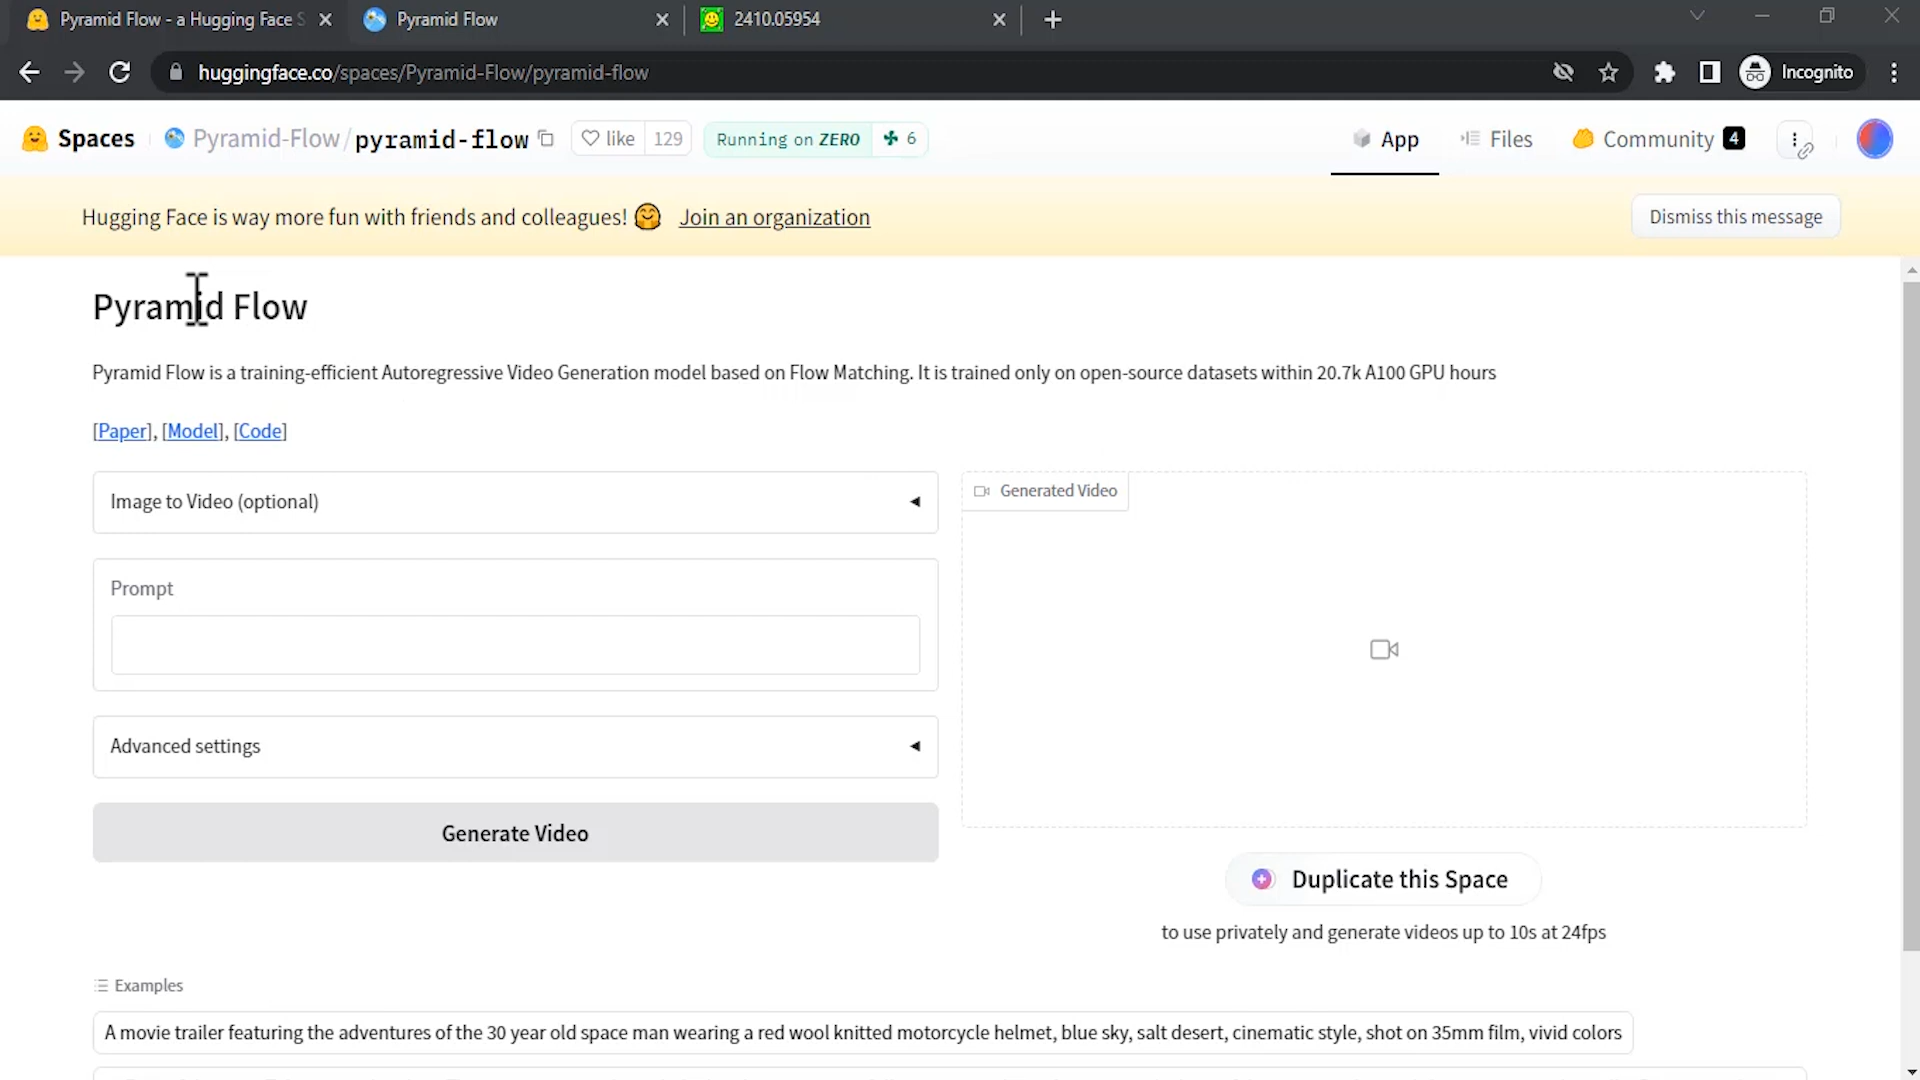 Pyramid Flow - a Hugging Face S
Pyramid Flow
2410.05954
huggingface.co/spaces/Pyramid-Flow/pyramid-flow
Incognito
Spaces
Pyramid-Flow/pyramid-flow
like 129
Running on ZERO
6
App
Files
Community 4
Hugging Face is way more fun with friends and colleagues! Join an organization
Dismiss this message
Pyramid Flow
Pyramid Flow is a training-efficient Autoregressive Video Generation model based on Flow Matching. It is trained only on open-source datasets within 20.7k A100 GPU hours
[Paper], [Model], [Code]
Image to Video (optional)
Generated Video
Prompt
Advanced settings
Generate Video
Duplicate this Space
to use privately and generate videos up to 10s at 24fps
Examples
A movie trailer featuring the adventures of the 30 year old space man wearing a red wool knitted motorcycle helmet, blue sky, salt desert, cinematic style, shot on 35mm film, vivid colors